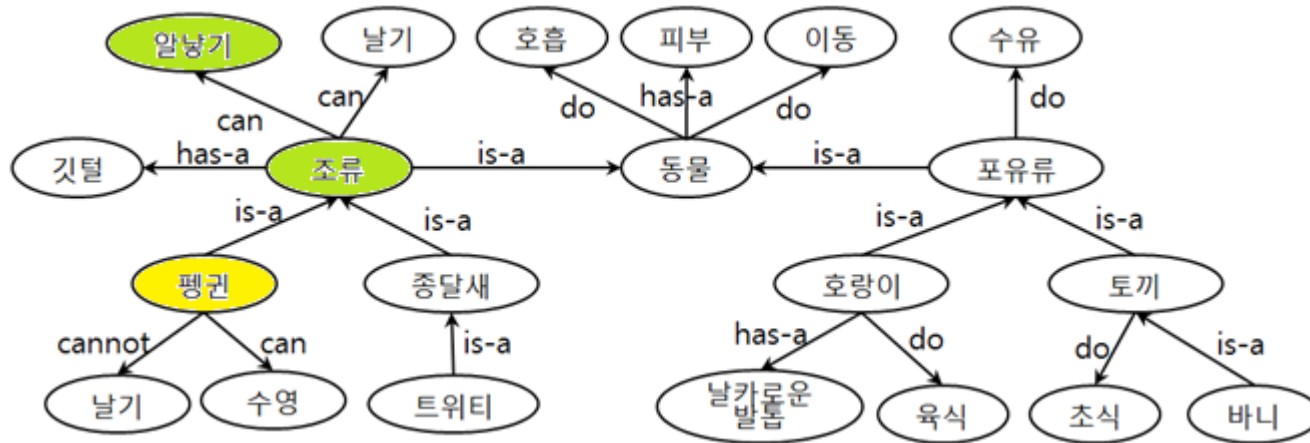 알낳기
날기
호흡
피부
이동
수유
can
can
do
has-a
do
do
깃털
has-a
조류
is-a
동물
is-a
포유류
is-a
is-a
is-a
is-a
펭귄
종달새
호랑이
토끼
cannot
can
is-a
has-a
do
do
is-a
날기
수영
트위티
날카로운
발톱
육식
초식
바니